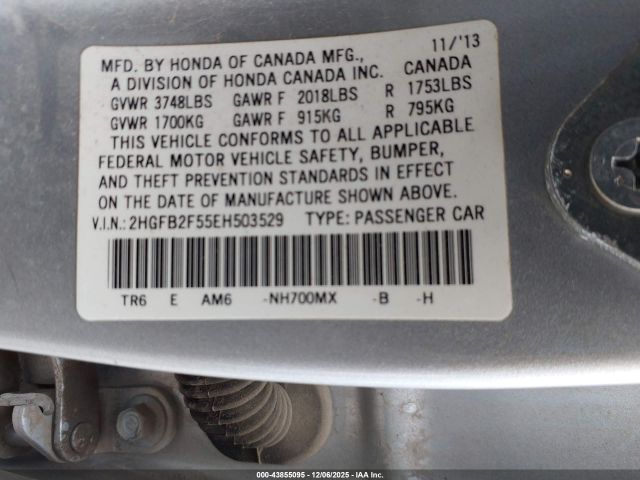 MFD. BY HONDA OF CANADA MFG., 11/'13
A DIVISION OF HONDA CANADA INC. CANADA
GVWR 3748LBS GAWR F 2018LBS R 1753LBS
GVWR 1700KG GAWR F 915KG R 795KG
THIS VEHICLE CONFORMS TO ALL APPLICABLE
FEDERAL MOTOR VEHICLE SAFETY, BUMPER,
AND THEFT PREVENTION STANDARDS IN EFFECT
ON THE DATE OF MANUFACTURE SHOWN ABOVE.
V.I.N.: 2HGFB2F55EH503529 TYPE: PASSENGER CAR
TR6 E AM6 -NH700MX -B -H
000-43855095 - 12/06/2025 - IAA Inc.